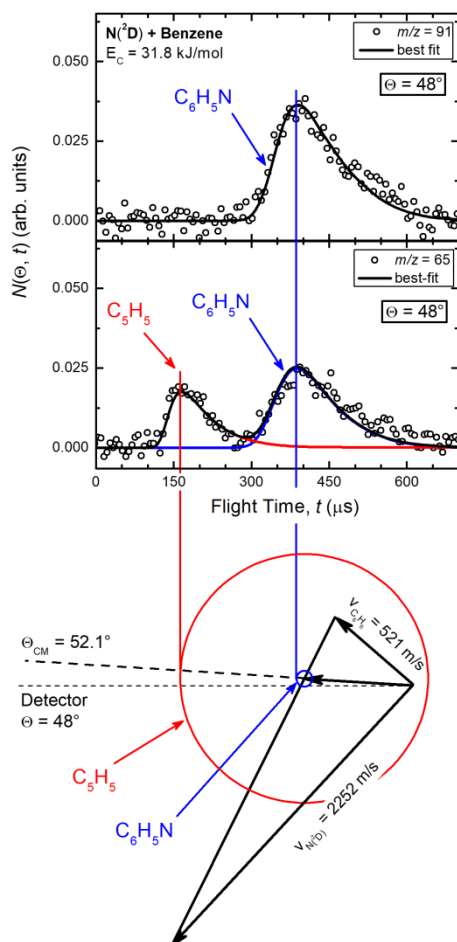 N(²D) + Benzene
E_C = 31.8 kJ/mol
m/z = 91
best fit
Θ = 48°
C₆H₅N
0.050
0.025
0.000
N(Θ, t) (arb. units)
m/z = 65
best-fit
Θ = 48°
C₅H₅
C₆H₅N
0.050
0.025
0.000
0
150
300
450
600
Flight Time, t (μs)
Θ_CM = 52.1°
Detector
Θ = 48°
C₅H₅
C₆H₅N
v_C₆H₆ = 521 m/s
v_N(²D) = 2252 m/s